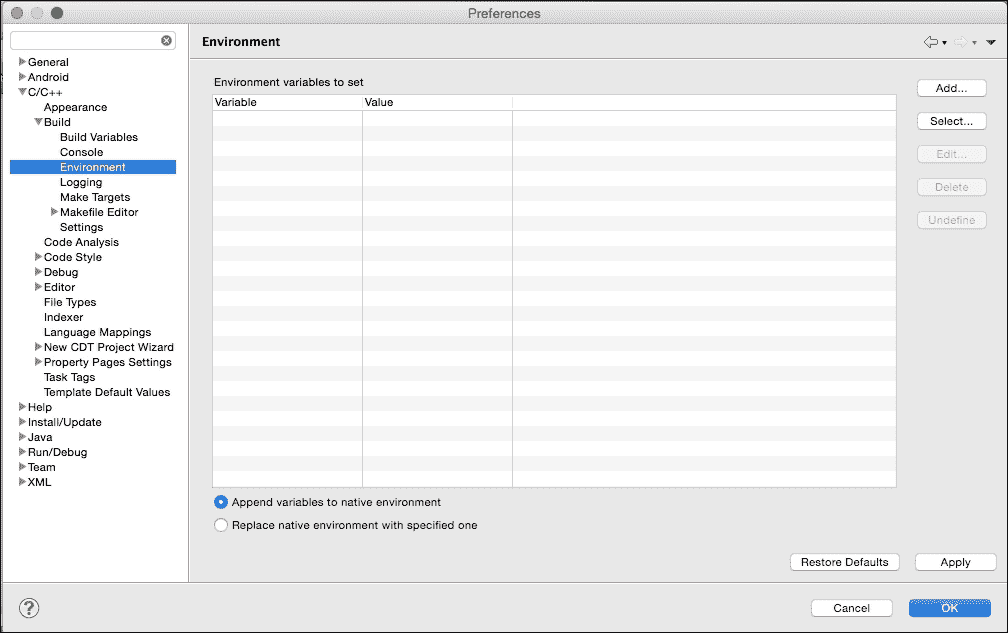 Preferences
General
Android
C/C++
Appearance
Build
Build Variables
Console
Environment
Logging
Make Targets
Makefile Editor
Settings
Code Analysis
Code Style
Debug
Editor
File Types
Indexer
Language Mappings
New CDT Project Wizard
Property Pages Settings
Task Tags
Template Default Values
Help
Install/Update
Java
Run/Debug
Team
XML
Environment
Environment variables to set
Variable Value
Add...
Select...
Edit...
Delete
Undefine
Append variables to native environment
Replace native environment with specified one
Restore Defaults Apply
? Cancel OK